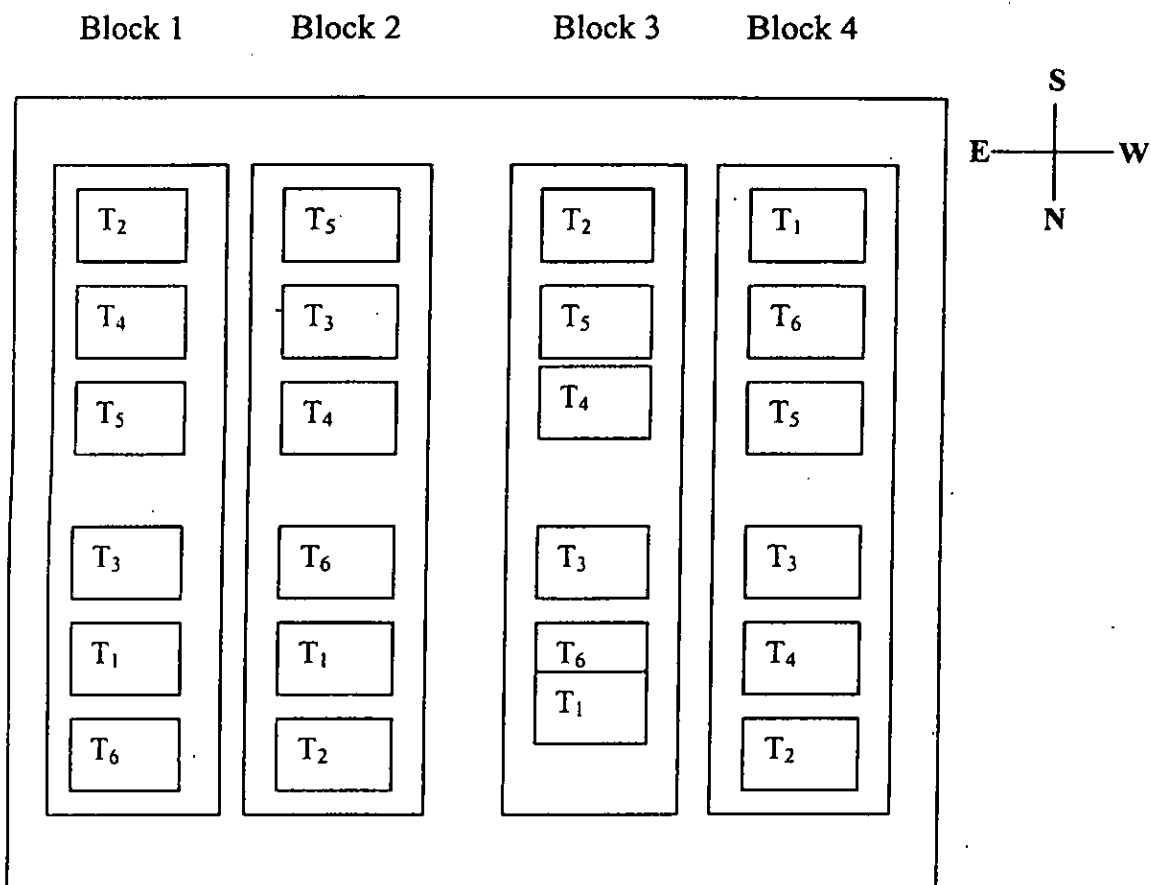 Block 1 Block 2 Block 3 Block 4
S
E W
N
T₂ T₅ T₂ T₁
T₄ T₃ T₅ T₆
T₅ T₄ T₄ T₅
T₃ T₆ T₃ T₃
T₁ T₁ T₆ T₄
T₁
T₆ T₂ T₂